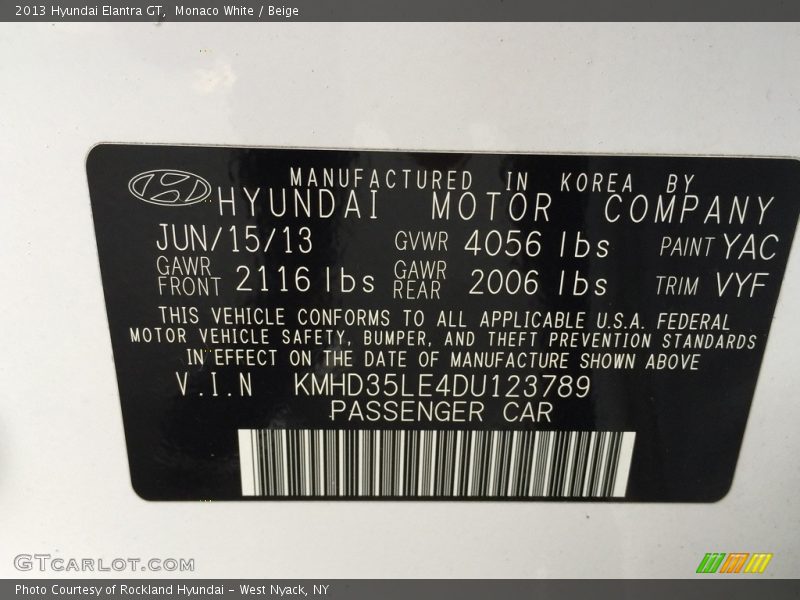 2013 Hyundai Elantra GT, Monaco White / Beige
MANUFACTURED IN KOREA BY
HYUNDAI MOTOR COMPANY
JUN/15/13 GVWR 4056 lbs PAINT YAC
GAWR FRONT 2116 lbs GAWR REAR 2006 lbs TRIM VYF
THIS VEHICLE CONFORMS TO ALL APPLICABLE U.S.A. FEDERAL
MOTOR VEHICLE SAFETY, BUMPER, AND THEFT PREVENTION STANDARDS
IN EFFECT ON THE DATE OF MANUFACTURE SHOWN ABOVE
V.I.N KMHD35LE4DU123789
PASSENGER CAR
GTCARLOT.COM
Photo Courtesy of Rockland Hyundai - West Nyack, NY